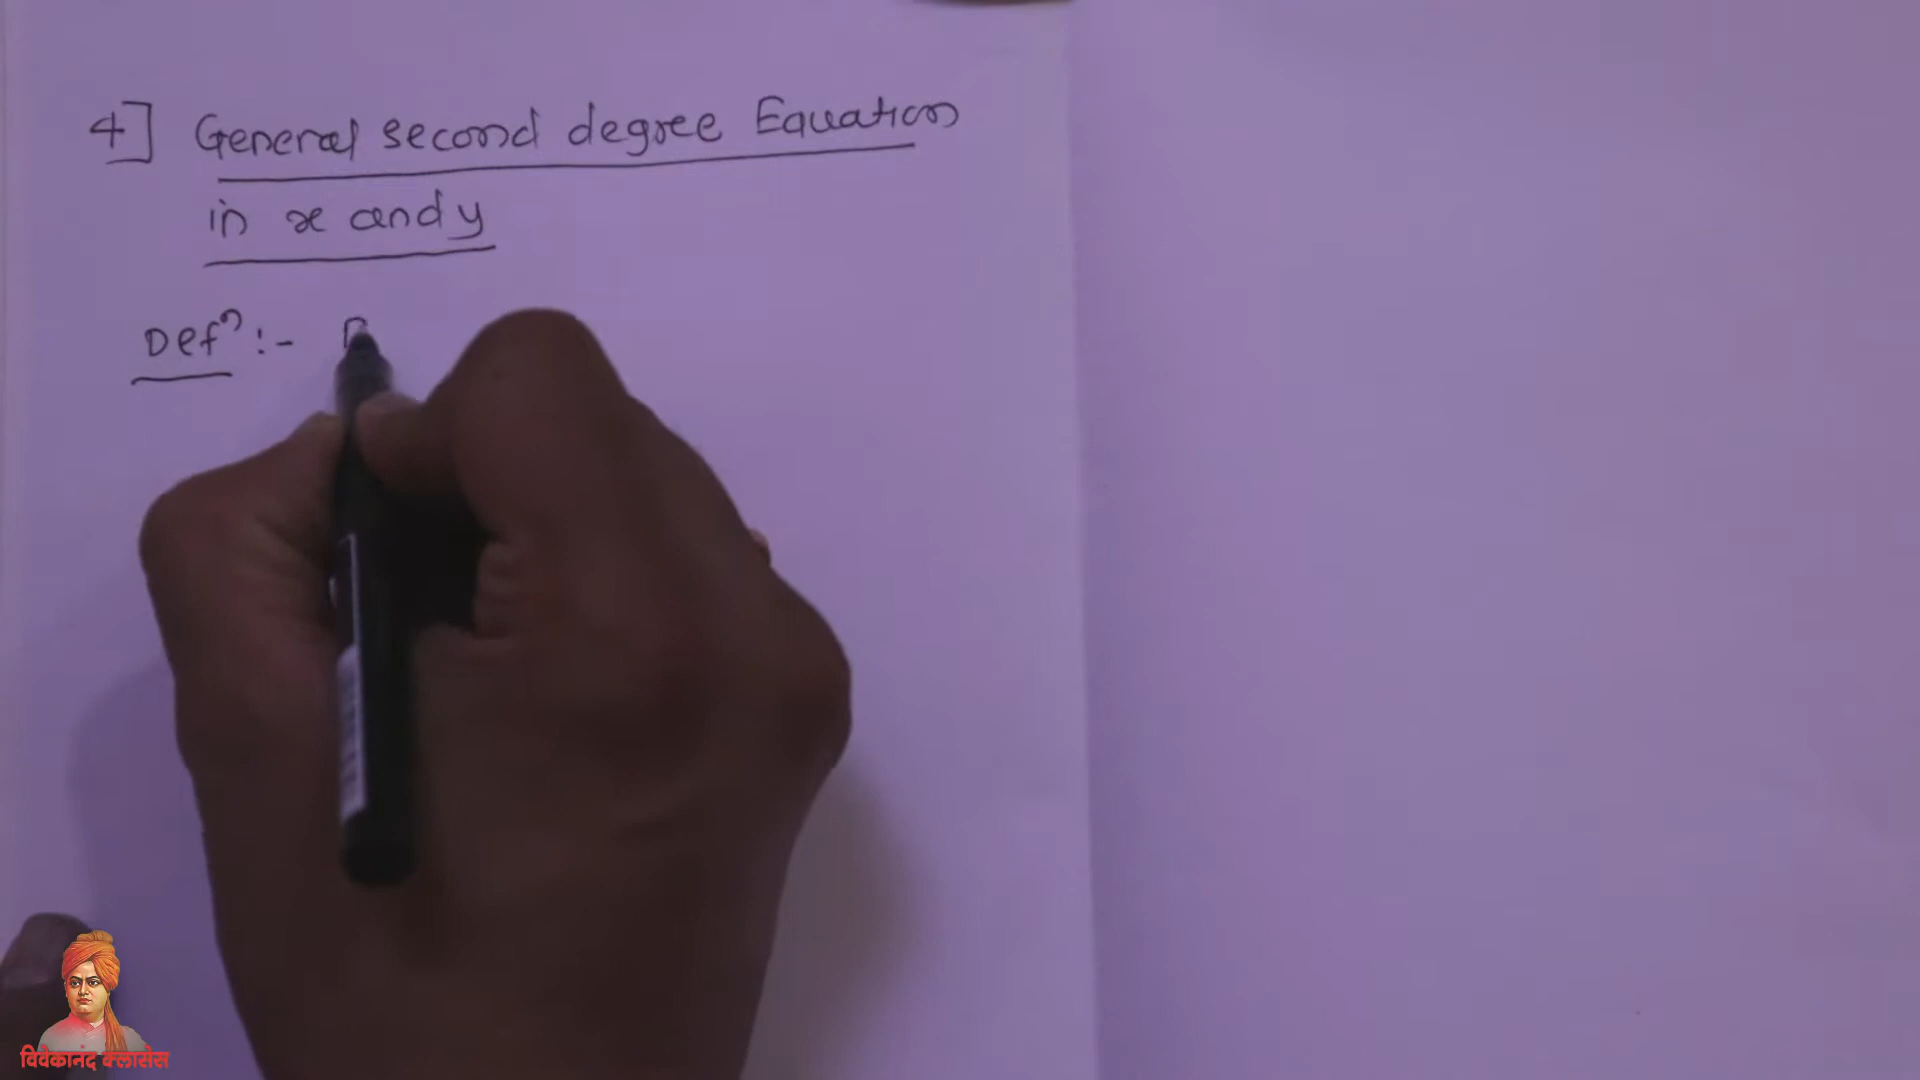 4] General second degree Equation
in x and y
Defⁿ :-
विवेकानंद क्लासेस